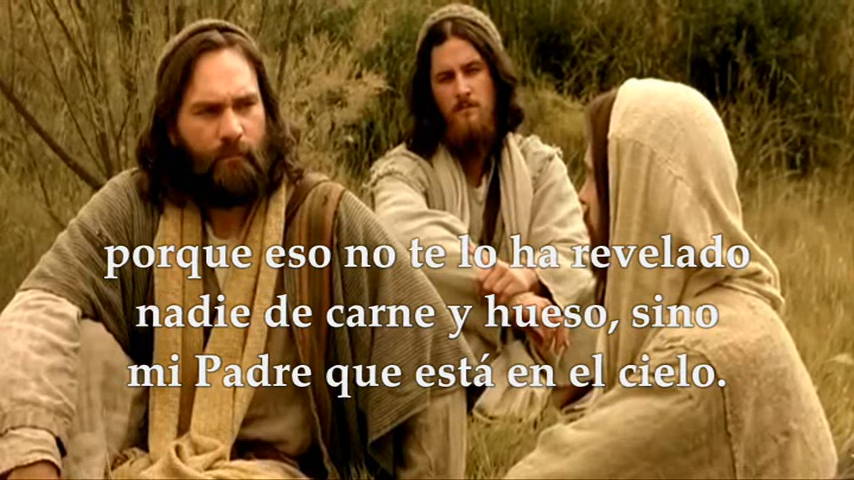 porque eso no te lo ha revelado
nadie de carne y hueso, sino
mi Padre que está en el cielo.